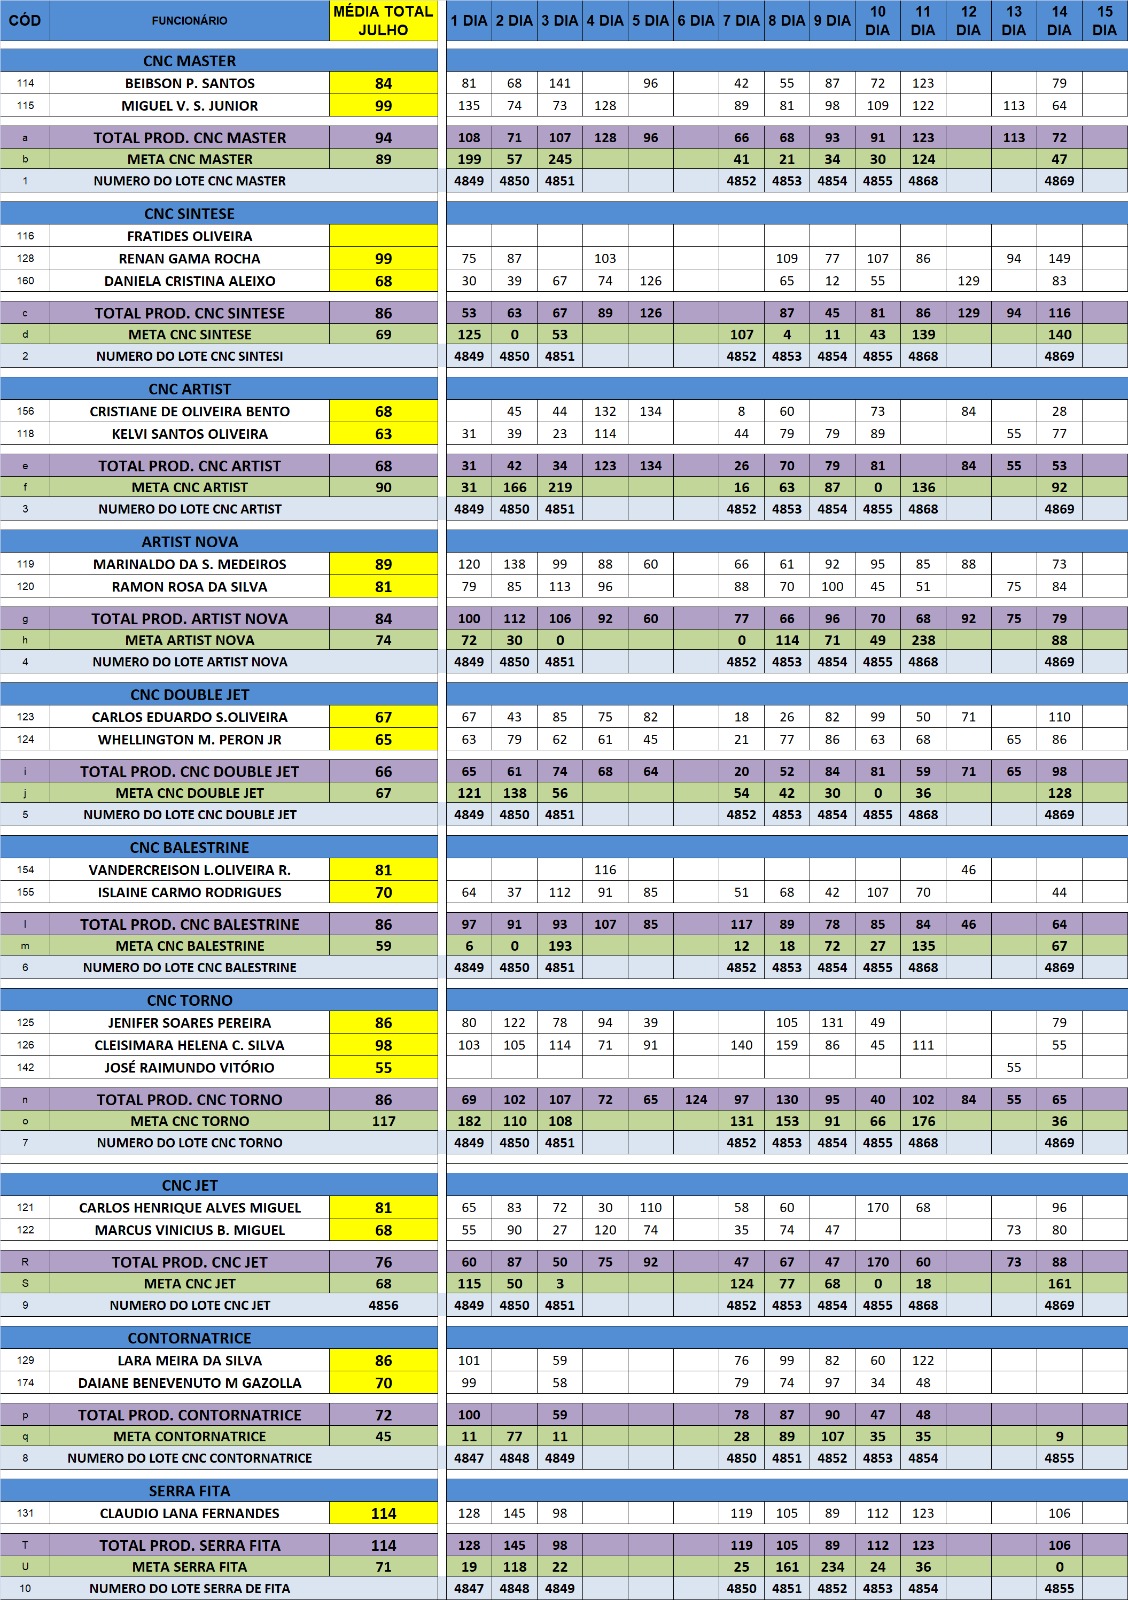 CÓD FUNCIONÁRIO MÉDIA TOTAL JULHO 1 DIA 2 DIA 3 DIA 4 DIA 5 DIA 6 DIA 7 DIA 8 DIA 9 DIA 10 DIA 11 DIA 12 DIA 13 DIA 14 DIA 15 DIA
CNC MASTER
114 BEIBSON P. SANTOS 84 81 68 141 96 42 55 87 72 123 79
115 MIGUEL V. S. JUNIOR 99 135 74 73 128 89 81 98 109 122 113 64
a TOTAL PROD. CNC MASTER 94 108 71 107 128 96 66 68 93 91 123 113 72
b META CNC MASTER 89 199 57 245 41 21 34 30 124 47
1 NUMERO DO LOTE CNC MASTER 4849 4850 4851 4852 4853 4854 4855 4868 4869
CNC SINTESE
116 FRATIDES OLIVEIRA
128 RENAN GAMA ROCHA 99 75 87 103 109 77 107 86 94 149
160 DANIELA CRISTINA ALEIXO 68 30 39 67 74 126 65 12 55 129 83
c TOTAL PROD. CNC SINTESE 86 53 63 67 89 126 87 45 81 86 129 94 116
d META CNC SINTESE 69 125 0 53 107 4 11 43 139 140
2 NUMERO DO LOTE CNC SINTESI 4849 4850 4851 4852 4853 4854 4855 4868 4869
CNC ARTIST
156 CRISTIANE DE OLIVEIRA BENTO 68 45 44 132 134 8 60 73 84 28
118 KELVI SANTOS OLIVEIRA 63 31 39 23 114 44 79 79 89 55 77
e TOTAL PROD. CNC ARTIST 68 31 42 34 123 134 26 70 79 81 84 55 53
f META CNC ARTIST 90 31 166 219 16 63 87 0 136 92
3 NUMERO DO LOTE CNC ARTIST 4849 4850 4851 4852 4853 4854 4855 4868 4869
ARTIST NOVA
119 MARINALDO DA S. MEDEIROS 89 120 138 99 88 60 66 61 92 95 85 88 73
120 RAMON ROSA DA SILVA 81 79 85 113 96 88 70 100 45 51 75 84
g TOTAL PROD. ARTIST NOVA 84 100 112 106 92 60 77 66 96 70 68 92 75 79
h META ARTIST NOVA 74 72 30 0 0 114 71 49 238 88
4 NUMERO DO LOTE ARTIST NOVA 4849 4850 4851 4852 4853 4854 4855 4868 4869
CNC DOUBLE JET
123 CARLOS EDUARDO S.OLIVEIRA 67 67 43 85 75 82 18 26 82 99 50 71 110
124 WHELLINGTON M. PERON JR 65 63 79 62 61 45 21 77 86 63 68 65 86
i TOTAL PROD. CNC DOUBLE JET 66 65 61 74 68 64 20 52 84 81 59 71 65 98
j META CNC DOUBLE JET 67 121 138 56 54 42 30 0 36 128
5 NUMERO DO LOTE CNC DOUBLE JET 4849 4850 4851 4852 4853 4854 4855 4868 4869
CNC BALESTRINE
154 VANDERCREISON L.OLIVEIRA R. 81 116 46
155 ISLAINE CARMO RODRIGUES 70 64 37 112 91 85 51 68 42 107 70 44
l TOTAL PROD. CNC BALESTRINE 86 97 91 93 107 85 117 89 78 85 84 46 64
m META CNC BALESTRINE 59 6 0 193 12 18 72 27 135 67
6 NUMERO DO LOTE CNC BALESTRINE 4849 4850 4851 4852 4853 4854 4855 4868 4869
CNC TORNO
125 JENIFER SOARES PEREIRA 86 80 122 78 94 39 105 131 49 79
126 CLEISIMARA HELENA C. SILVA 98 103 105 114 71 91 140 159 86 45 111 55
142 JOSÉ RAIMUNDO VITÓRIO 55 55
n TOTAL PROD. CNC TORNO 86 69 102 107 72 65 124 97 130 95 40 102 84 55 65
o META CNC TORNO 117 182 110 108 131 153 91 66 176 36
7 NUMERO DO LOTE CNC TORNO 4849 4850 4851 4852 4853 4854 4855 4868 4869
CNC JET
121 CARLOS HENRIQUE ALVES MIGUEL 81 65 83 72 30 110 58 60 170 68 96
122 MARCUS VINICIUS B. MIGUEL 68 55 90 27 120 74 35 74 47 73 80
R TOTAL PROD. CNC JET 76 60 87 50 75 92 47 67 47 170 60 73 88
S META CNC JET 68 115 50 3 124 77 68 0 18 161
9 NUMERO DO LOTE CNC JET 4856 4849 4850 4851 4852 4853 4854 4855 4868 4869
CONTORNATRICE
129 LARA MEIRA DA SILVA 86 101 59 76 99 82 60 122
174 DAIANE BENEVENUTO M GAZOLLA 70 99 58 79 74 97 34 48
p TOTAL PROD. CONTORNATRICE 72 100 59 78 87 90 47 48
q META CONTORNATRICE 45 11 77 11 28 89 107 35 35 9
8 NUMERO DO LOTE CNC CONTORNATRICE 4847 4848 4849 4850 4851 4852 4853 4854 4855
SERRA FITA
131 CLAUDIO LANA FERNANDES 114 128 145 98 119 105 89 112 123 106
T TOTAL PROD. SERRA FITA 114 128 145 98 119 105 89 112 123 106
U META SERRA FITA 71 19 118 22 25 161 234 24 36 0
10 NUMERO DO LOTE SERRA DE FITA 4847 4848 4849 4850 4851 4852 4853 4854 4855